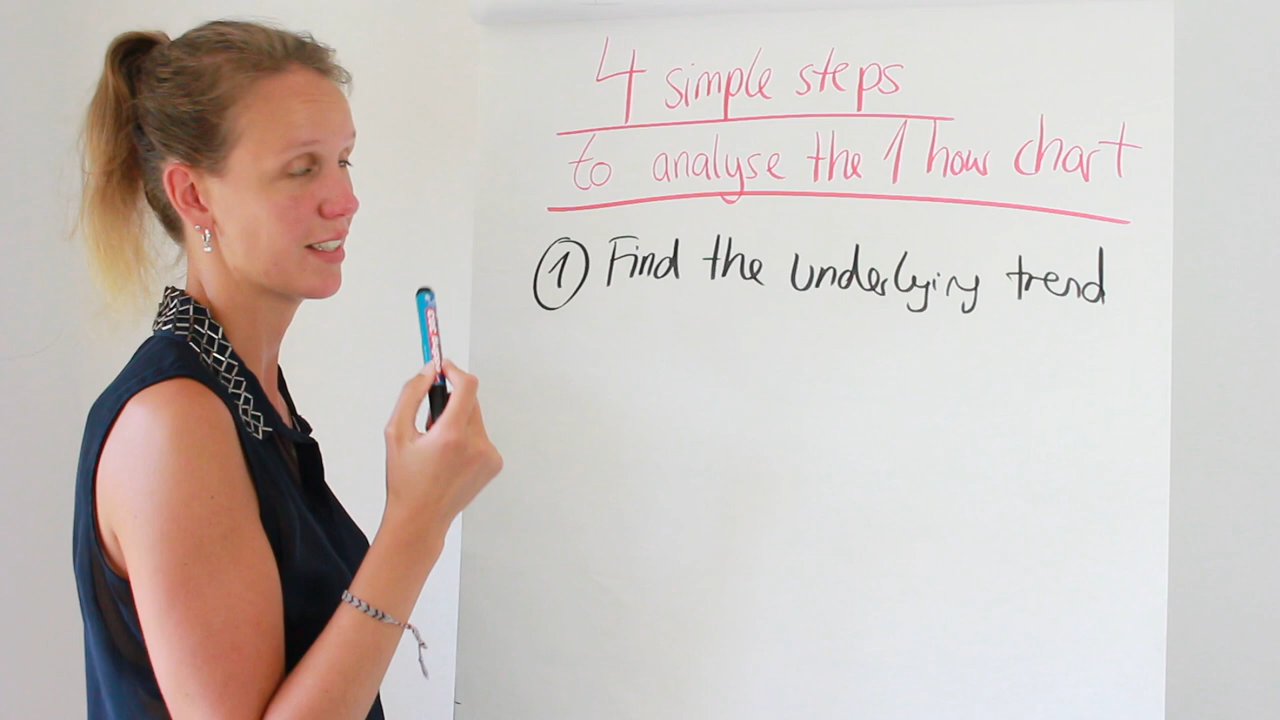 4 simple steps
to analyse the 1 hour chart
① Find the underlying trend